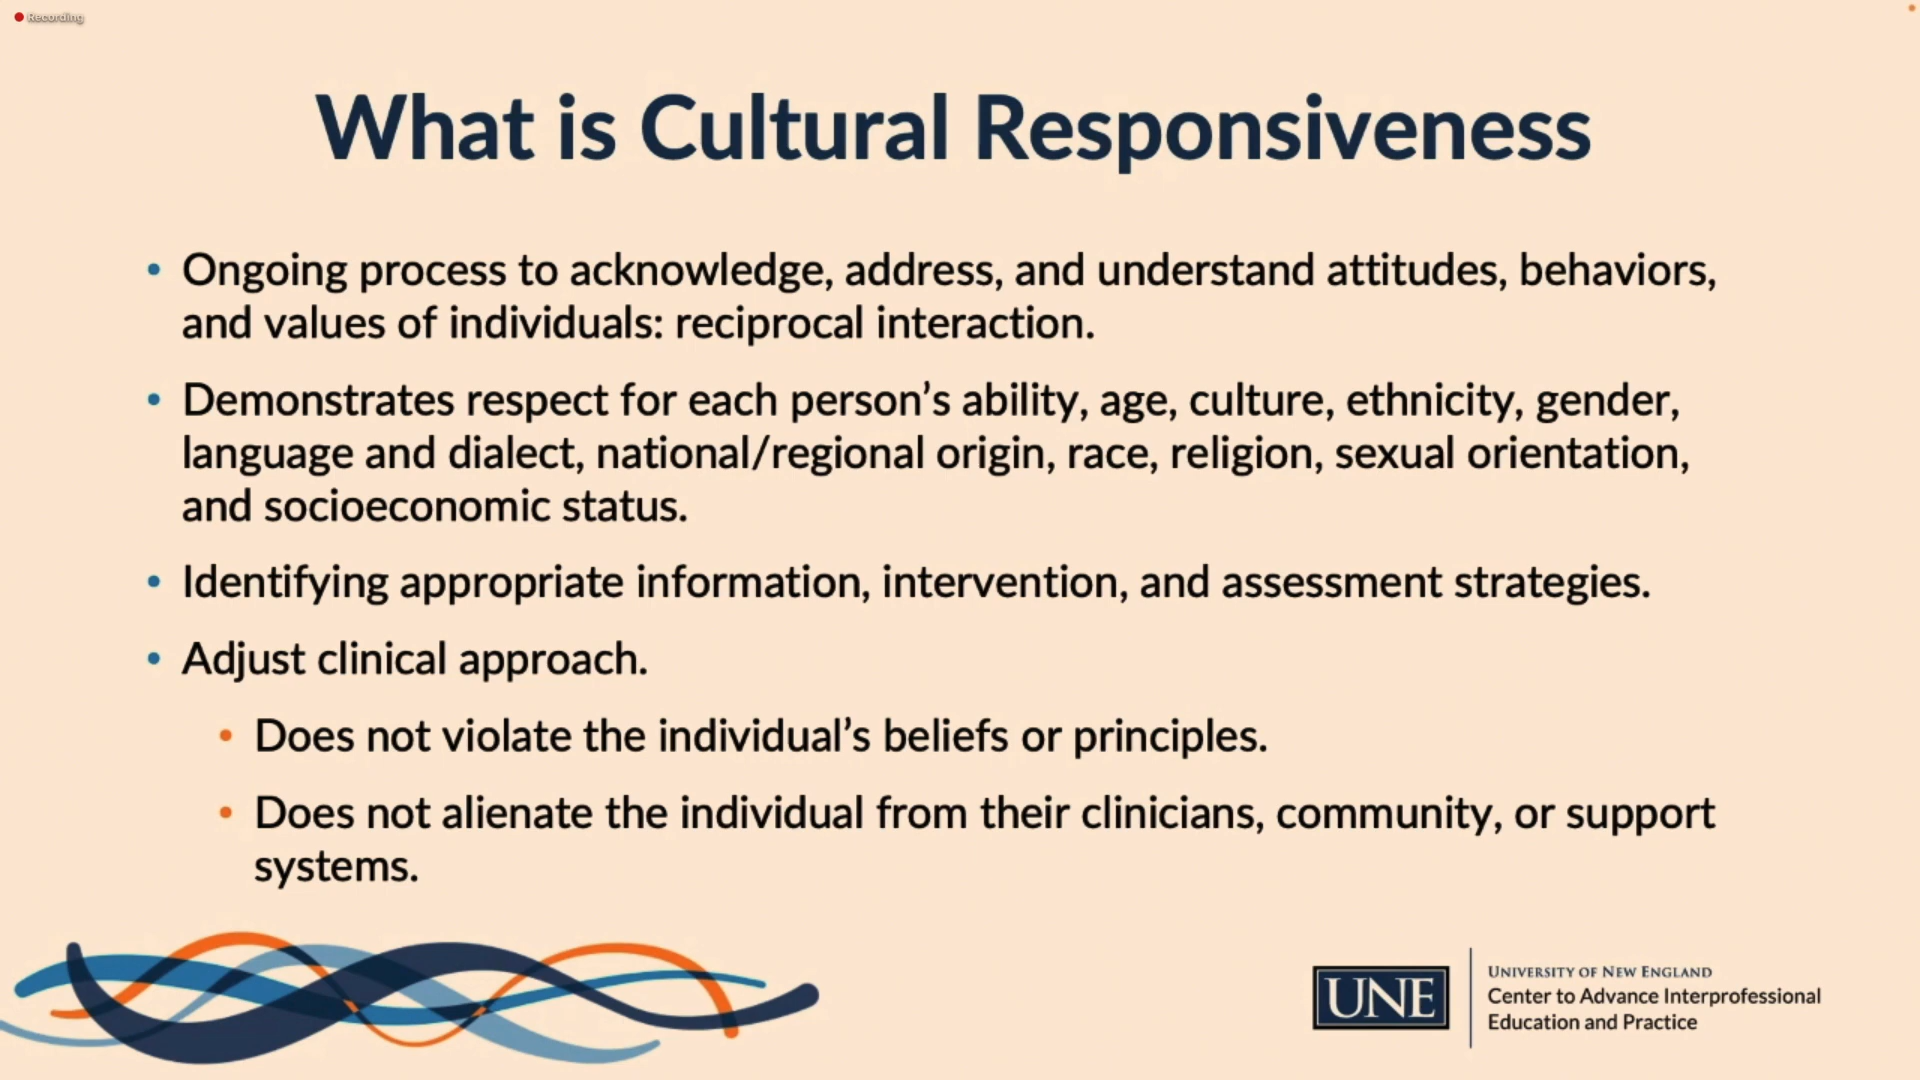 Recording
What is Cultural Responsiveness
• Ongoing process to acknowledge, address, and understand attitudes, behaviors,
and values of individuals: reciprocal interaction.
• Demonstrates respect for each person’s ability, age, culture, ethnicity, gender,
language and dialect, national/regional origin, race, religion, sexual orientation,
and socioeconomic status.
• Identifying appropriate information, intervention, and assessment strategies.
• Adjust clinical approach.
• Does not violate the individual’s beliefs or principles.
• Does not alienate the individual from their clinicians, community, or support
systems.
UNE
UNIVERSITY OF NEW ENGLAND
Center to Advance Interprofessional
Education and Practice